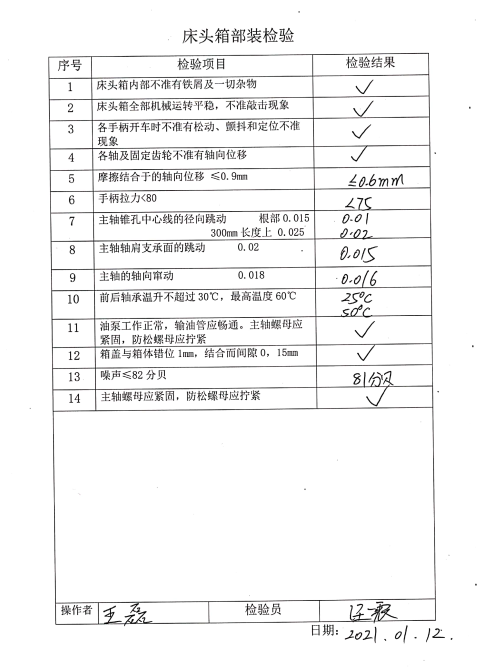 床头箱部装检验
序号 检验项目 检验结果
1 床头箱内部不准有铁屑及一切杂物 ✓
2 床头箱全部机械运转平稳，不准敲击现象 ✓
3 各手柄开车时不准有松动、颤抖和定位不准 ✓
现象
4 各轴及固定齿轮不准有轴向位移 ✓
5 摩擦结合于的轴向位移 ≤0.9mm ≤0.6mm
6 手柄拉力<80 ≤75
7 主轴锥孔中心线的径向跳动 根部 0.015 0.01
300mm 长度上 0.025 0.02
8 主轴轴肩支承面的跳动 0.02 0.015
9 主轴的轴向窜动 0.018 0.016
10 前后轴承温升不超过 30℃，最高温度 60℃ 25℃
50℃
11 油泵工作正常，输油管应畅通。主轴螺母应 ✓
紧固，防松螺母应拧紧
12 箱盖与箱体错位 1mm，结合而间隙 0，15mm ✓
13 噪声≤82 分贝 81分贝
14 主轴螺母应紧固，防松螺母应拧紧 ✓
操作者 王磊 检验员
日期：2021.01.12.